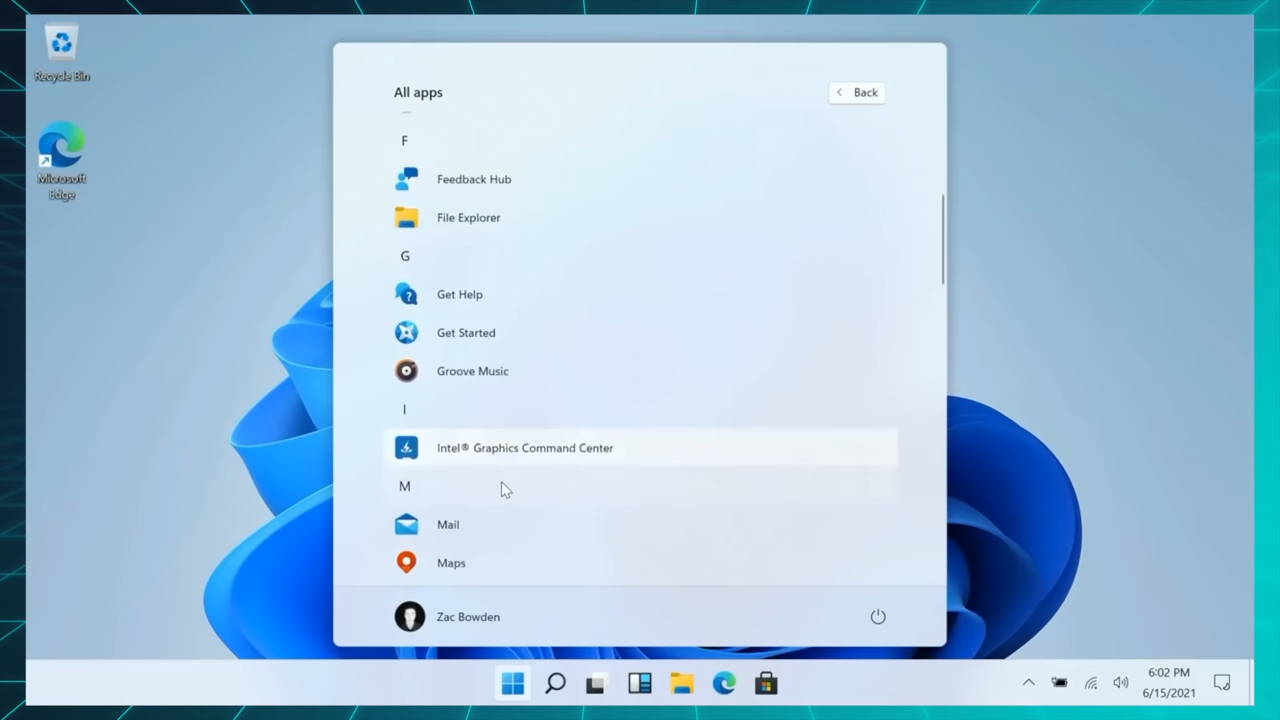 Recycle Bin
Microsoft
Edge
All apps
Back
F
Feedback Hub
File Explorer
G
Get Help
Get Started
Groove Music
I
Intel® Graphics Command Center
M
Mail
Maps
Zac Bowden
6:02 PM
6/15/2021